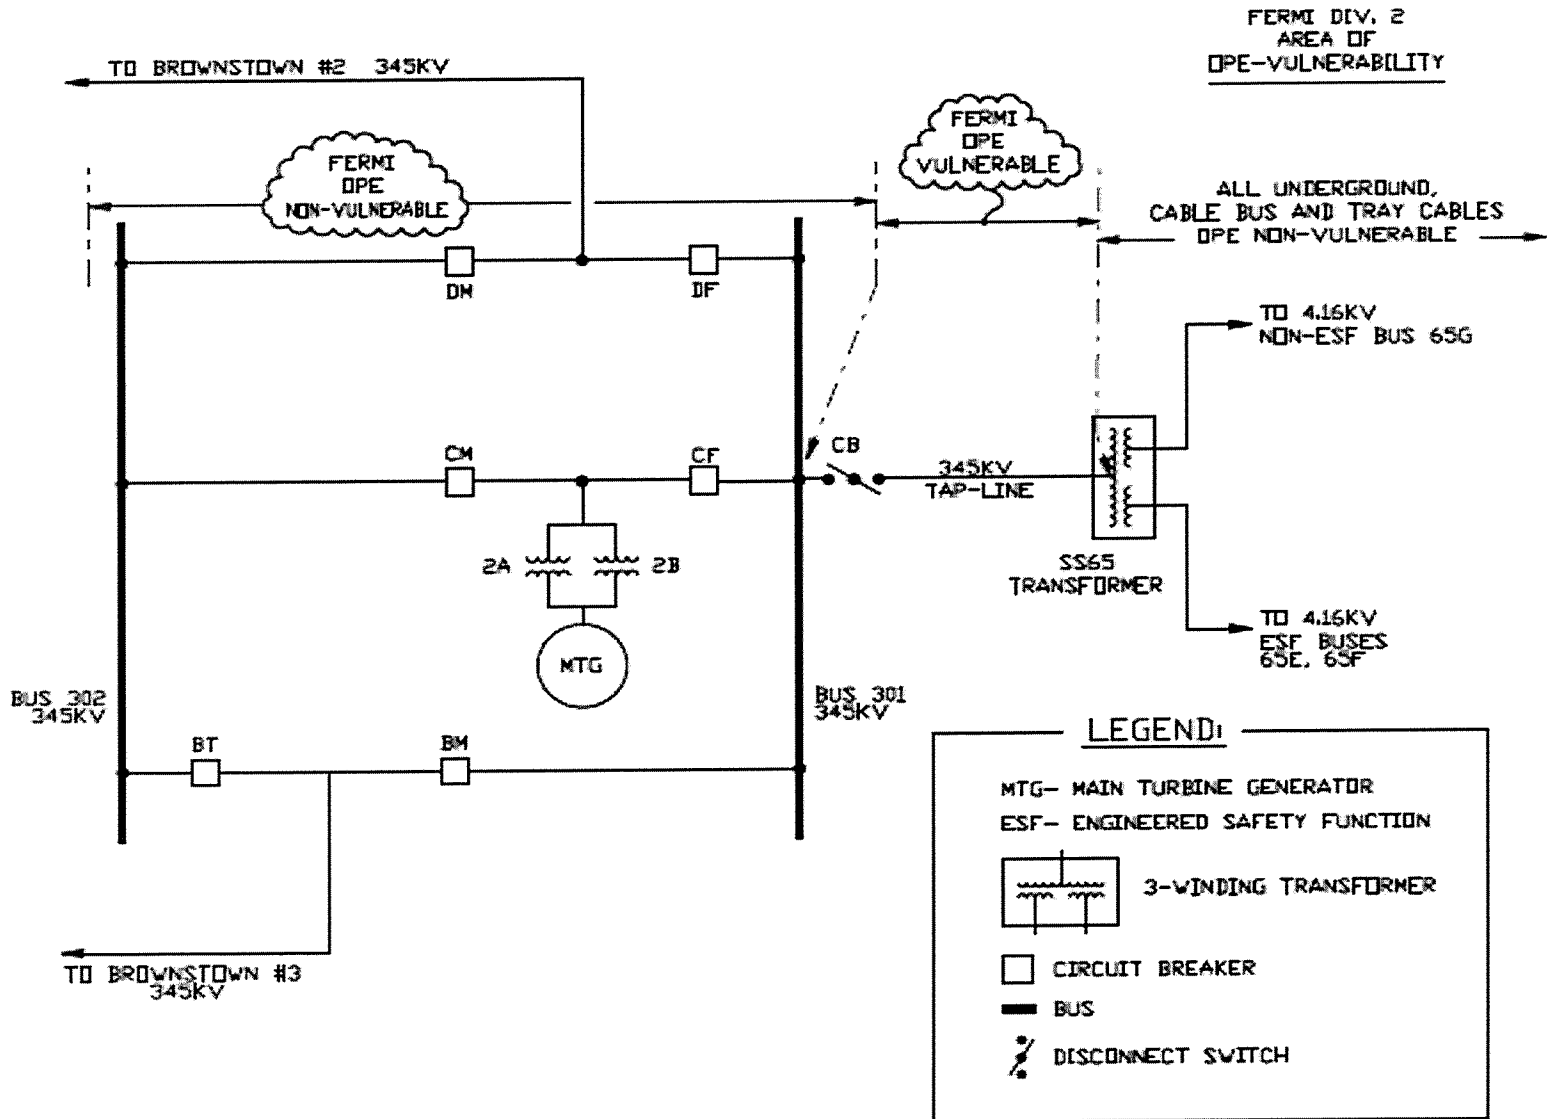 FERMI DIV. 2
AREA OF
OPE-VULNERABILITY
TO BROWNSTOWN #2 345KV
FERMI
OPE
NON-VULNERABLE
FERMI
OPE
VULNERABLE
ALL UNDERGROUND,
CABLE BUS AND TRAY CABLES
OPE NON-VULNERABLE
DM
DF
TO 4.16KV
NON-ESF BUS 65G
CM
CF
CB
345KV
TAP-LINE
2A
2B
SS65
TRANSFORMER
MTG
TO 4.16KV
ESF BUSES
65E, 65F
BUS 302
345KV
BUS 301
345KV
BT
BM
TO BROWNSTOWN #3
345KV
LEGEND:
MTG- MAIN TURBINE GENERATOR
ESF- ENGINEERED SAFETY FUNCTION
3-WINDING TRANSFORMER
CIRCUIT BREAKER
BUS
DISCONNECT SWITCH